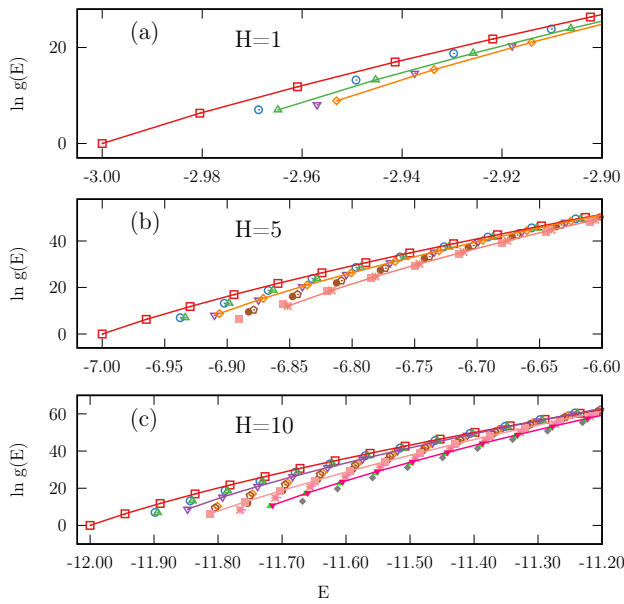 (a)
H=1
ln g(E)
20
0
-3.00 -2.98 -2.96 -2.94 -2.92 -2.90
(b)
H=5
ln g(E)
40
20
0
-7.00 -6.95 -6.90 -6.85 -6.80 -6.75 -6.70 -6.65 -6.60
(c)
H=10
ln g(E)
60
40
20
0
-12.00 -11.90 -11.80 -11.70 -11.60 -11.50 -11.40 -11.30 -11.20
E